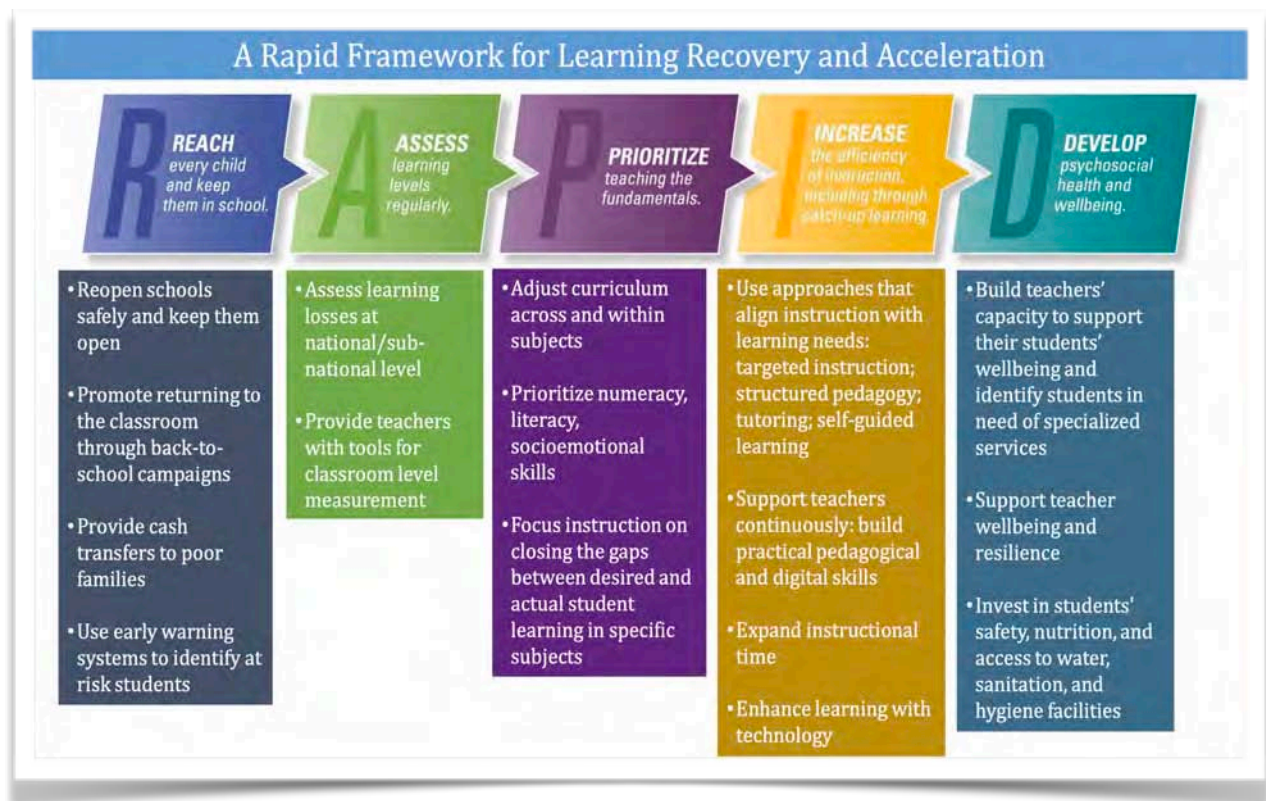 A Rapid Framework for Learning Recovery and Acceleration
R
REACH
every child
and keep
them in school.
A
ASSESS
learning
levels
regularly.
P
PRIORITIZE
teaching the
fundamentals.
I
INCREASE
the efficiency
of instruction,
including through
catch-up learning.
D
DEVELOP
psychosocial
health and
wellbeing.
•Reopen schools
safely and keep them
open
•Promote returning to
the classroom
through back-to-
school campaigns
•Provide cash
transfers to poor
families
•Use early warning
systems to identify at
risk students
•Assess learning
losses at
national/sub-
national level
•Provide teachers
with tools for
classroom level
measurement
•Adjust curriculum
across and within
subjects
•Prioritize numeracy,
literacy,
socioemotional
skills
•Focus instruction on
closing the gaps
between desired and
actual student
learning in specific
subjects
•Use approaches that
align instruction with
learning needs:
targeted instruction;
structured pedagogy;
tutoring; self-guided
learning
•Support teachers
continuously: build
practical pedagogical
and digital skills
•Expand instructional
time
•Enhance learning with
technology
•Build teachers'
capacity to support
their students'
wellbeing and
identify students in
need of specialized
services
•Support teacher
wellbeing and
resilience
•Invest in students'
safety, nutrition, and
access to water,
sanitation, and
hygiene facilities